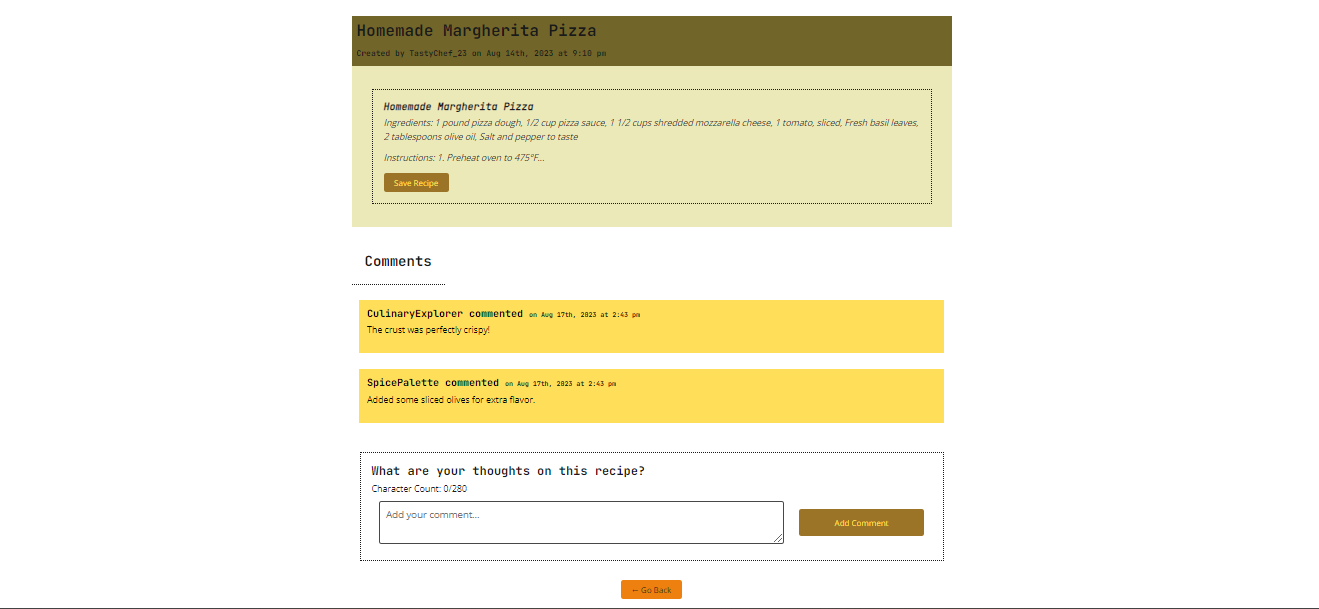 Homemade Margherita Pizza
Created by TastyChef_23 on Aug 14th, 2023 at 9:10 pm
Homemade Margherita Pizza
Ingredients: 1 pound pizza dough, 1/2 cup pizza sauce, 1 1/2 cups shredded mozzarella cheese, 1 tomato, sliced, Fresh basil leaves,
2 tablespoons olive oil, Salt and pepper to taste
Instructions: 1. Preheat oven to 475°F...
Save Recipe
Comments
CulinaryExplorer commented on Aug 17th, 2023 at 2:43 pm
The crust was perfectly crispy!
SpicePalette commented on Aug 17th, 2023 at 2:43 pm
Added some sliced olives for extra flavor.
What are your thoughts on this recipe?
Character Count: 0/280
Add your comment...
Add Comment
← Go Back